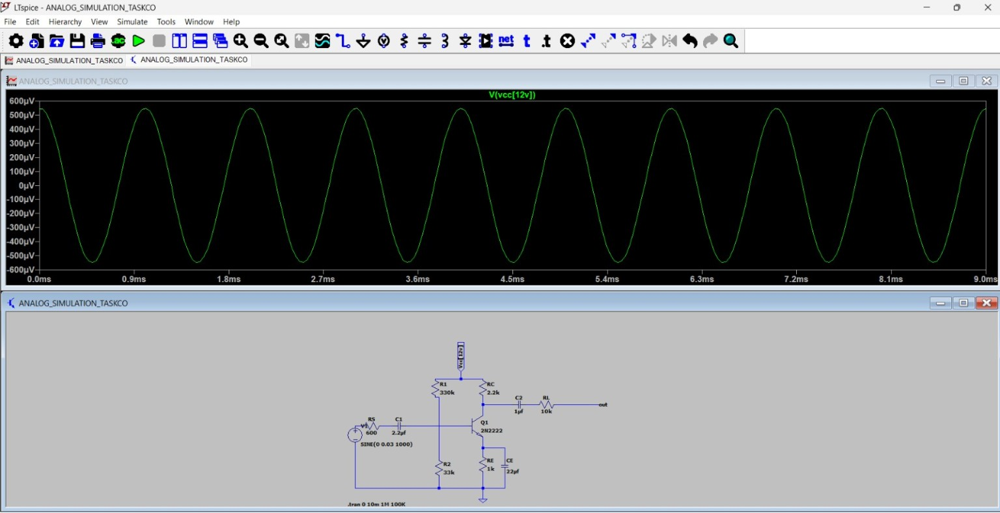 LTspice - ANALOG_SIMULATION_TASKCO
File Edit Hierarchy View Simulate Tools Window Help
ac net t .t
ANALOG_SIMULATION_TASKCO ANALOG_SIMULATION_TASKCO
ANALOG_SIMULATION_TASKCO
V(vcc[12v])
600µV
500µV
400µV
300µV
200µV
100µV
0µV
-100µV
-200µV
-300µV
-400µV
-500µV
-600µV
0.0ms 0.9ms 1.8ms 2.7ms 3.6ms 4.5ms 5.4ms 6.3ms 7.2ms 8.1ms 9.0ms
ANALOG_SIMULATION_TASKCO
Vcc[12v]
R1 RC
330k 2.2k
C2 RL
out
1µf 10k
RS C1 Q1
V1
600 2.2µf 2N2222
SINE(0 0.03 1000)
R2 RE CE
33k 1k 22µf
.tran 0 10m 1M 100K